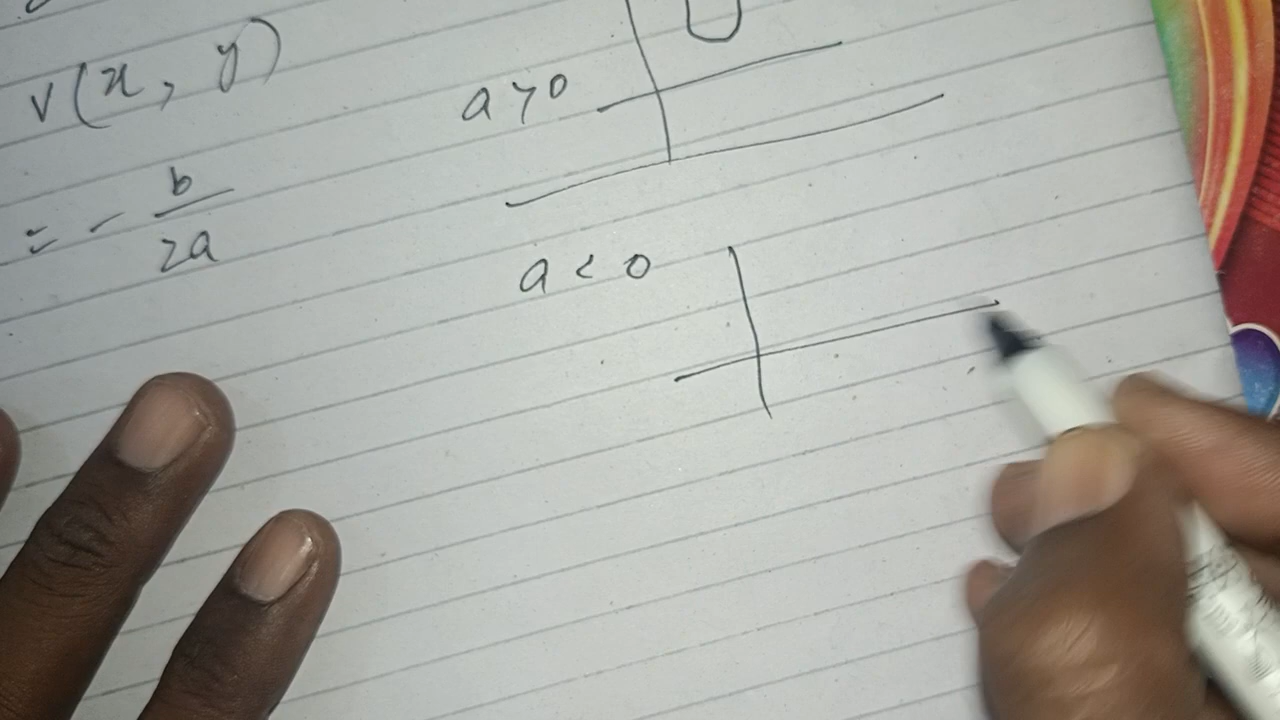 v(x, y)
= - b/2a
a > 0
a < 0